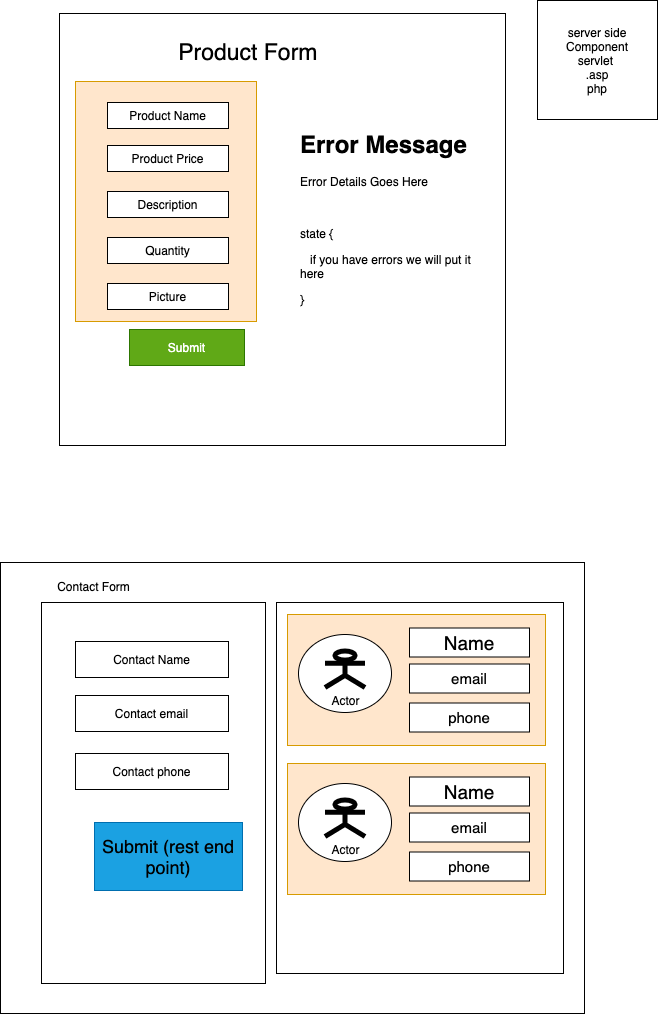 server side
Component
servlet
.asp
php
Product Form
Product Name
Product Price
Description
Quantity
Picture
Submit
Error Message
Error Details Goes Here
state {
if you have errors we will put it
here
}
Contact Form
Contact Name
Contact email
Contact phone
Submit (rest end
point)
Actor
Name
email
phone
Actor
Name
email
phone